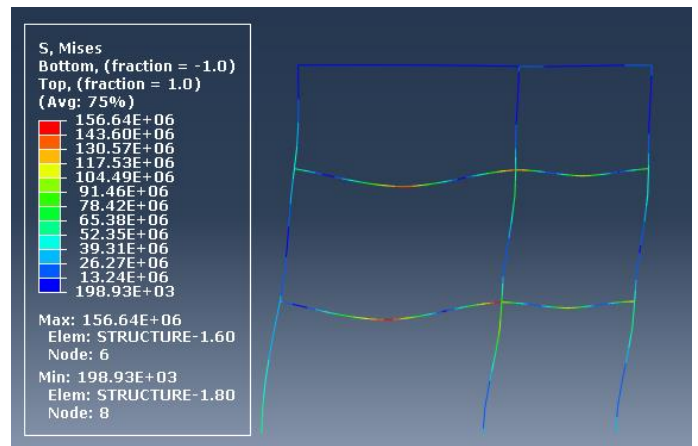 S, Mises
Bottom, (fraction = -1.0)
Top, (fraction = 1.0)
(Avg: 75%)
156.64E+06
143.60E+06
130.57E+06
117.53E+06
104.49E+06
91.46E+06
78.42E+06
65.38E+06
52.35E+06
39.31E+06
26.27E+06
13.24E+06
198.93E+03
Max: 156.64E+06
Elem: STRUCTURE-1.60
Node: 6
Min: 198.93E+03
Elem: STRUCTURE-1.80
Node: 8